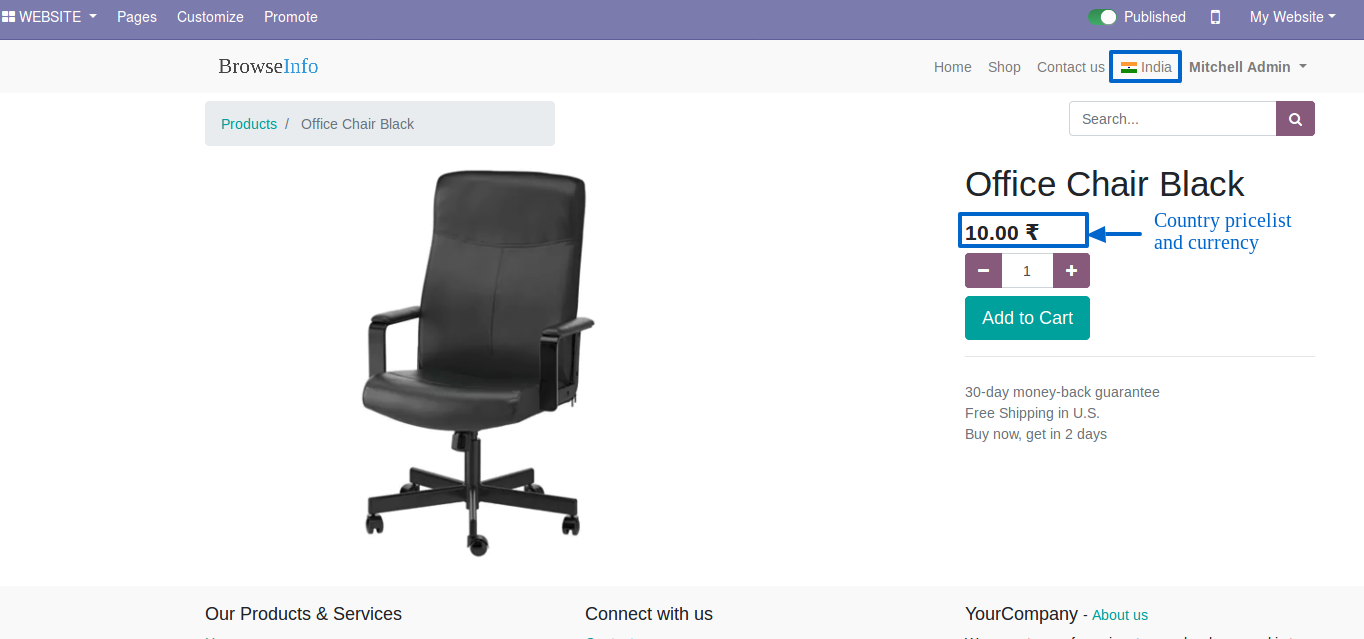 WEBSITE Pages Customize Promote Published My Website
BrowseInfo Home Shop Contact us India Mitchell Admin
Products / Office Chair Black Search...
Office Chair Black
10.00 ₹
Country pricelist
and currency
1
Add to Cart
30-day money-back guarantee
Free Shipping in U.S.
Buy now, get in 2 days
Our Products & Services Connect with us YourCompany - About us